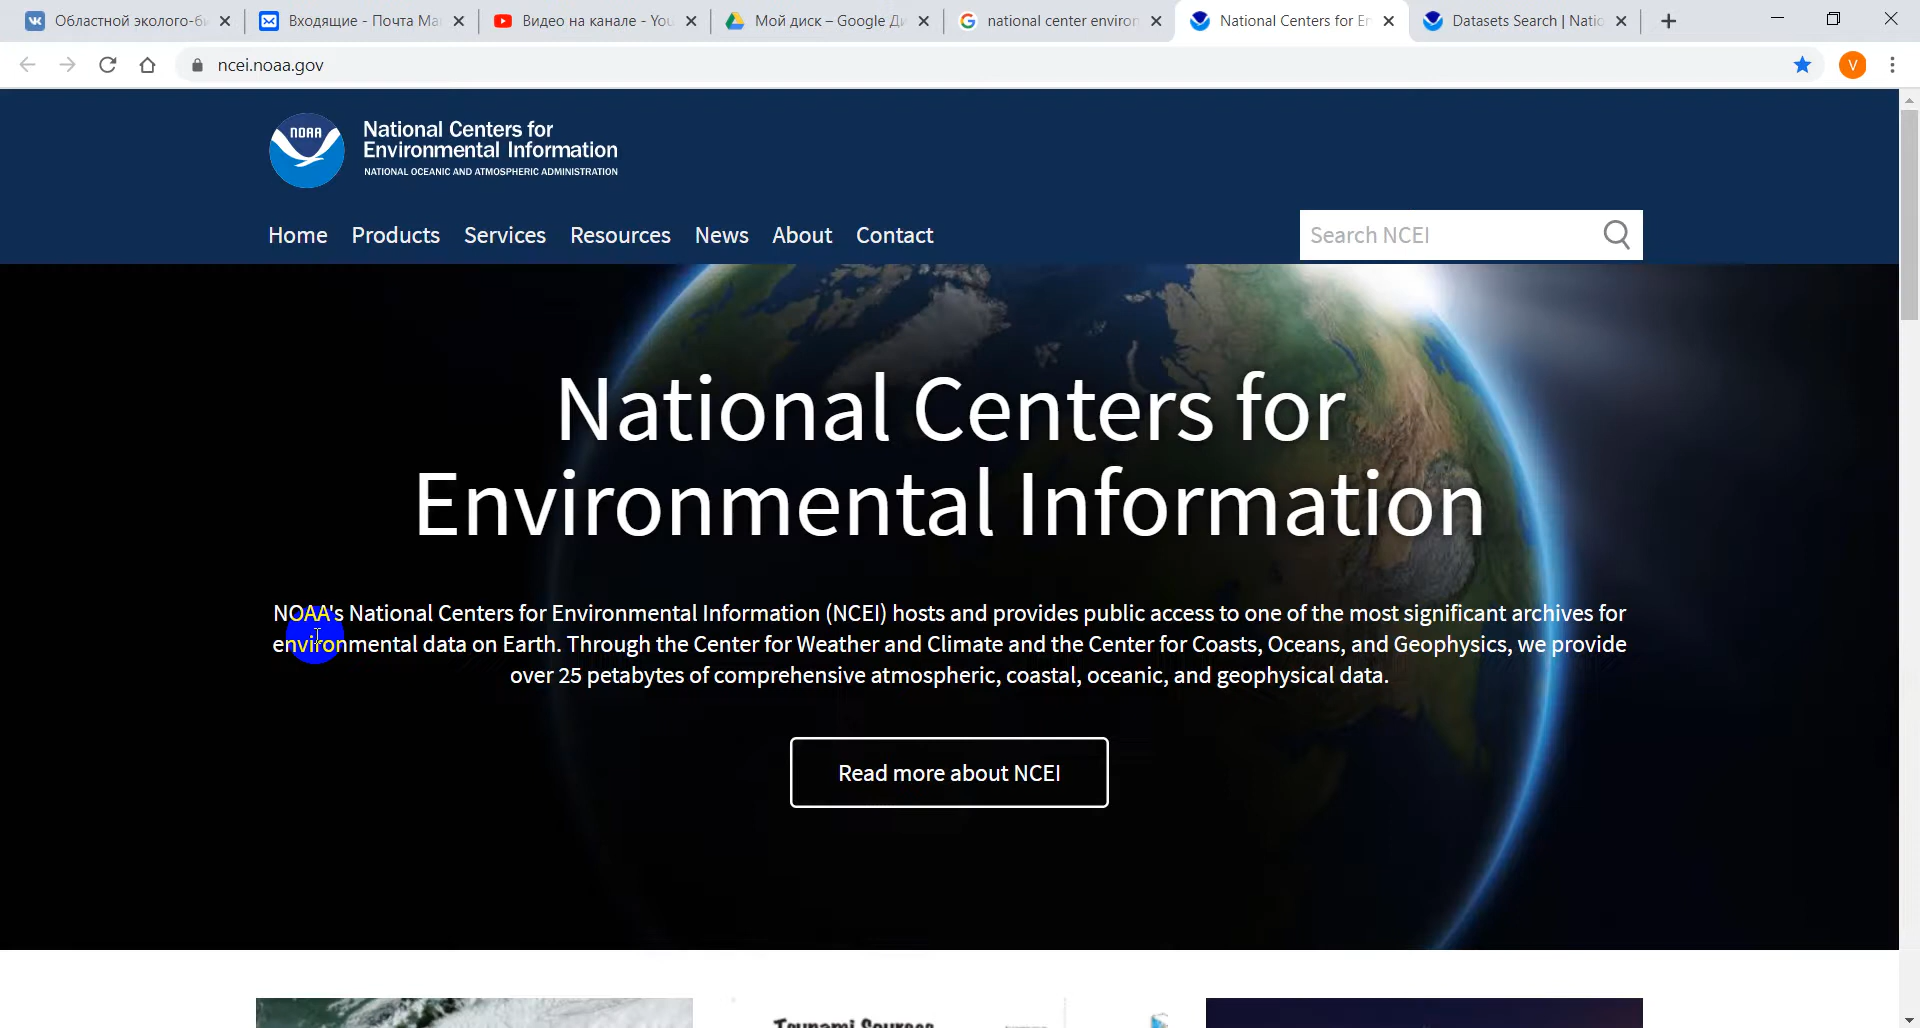 Областной эколого-би
Входящие - Почта Ma
Видео на канале - You
Мой диск – Google Ди
national center environ
National Centers for En
Datasets Search | Natio
ncei.noaa.gov
V
NOAA
National Centers for
Environmental Information
NATIONAL OCEANIC AND ATMOSPHERIC ADMINISTRATION
Home Products Services Resources News About Contact
Search NCEI
National Centers for
Environmental Information
NOAA's National Centers for Environmental Information (NCEI) hosts and provides public access to one of the most significant archives for
environmental data on Earth. Through the Center for Weather and Climate and the Center for Coasts, Oceans, and Geophysics, we provide
over 25 petabytes of comprehensive atmospheric, coastal, oceanic, and geophysical data.
Read more about NCEI
Tsunami Sources